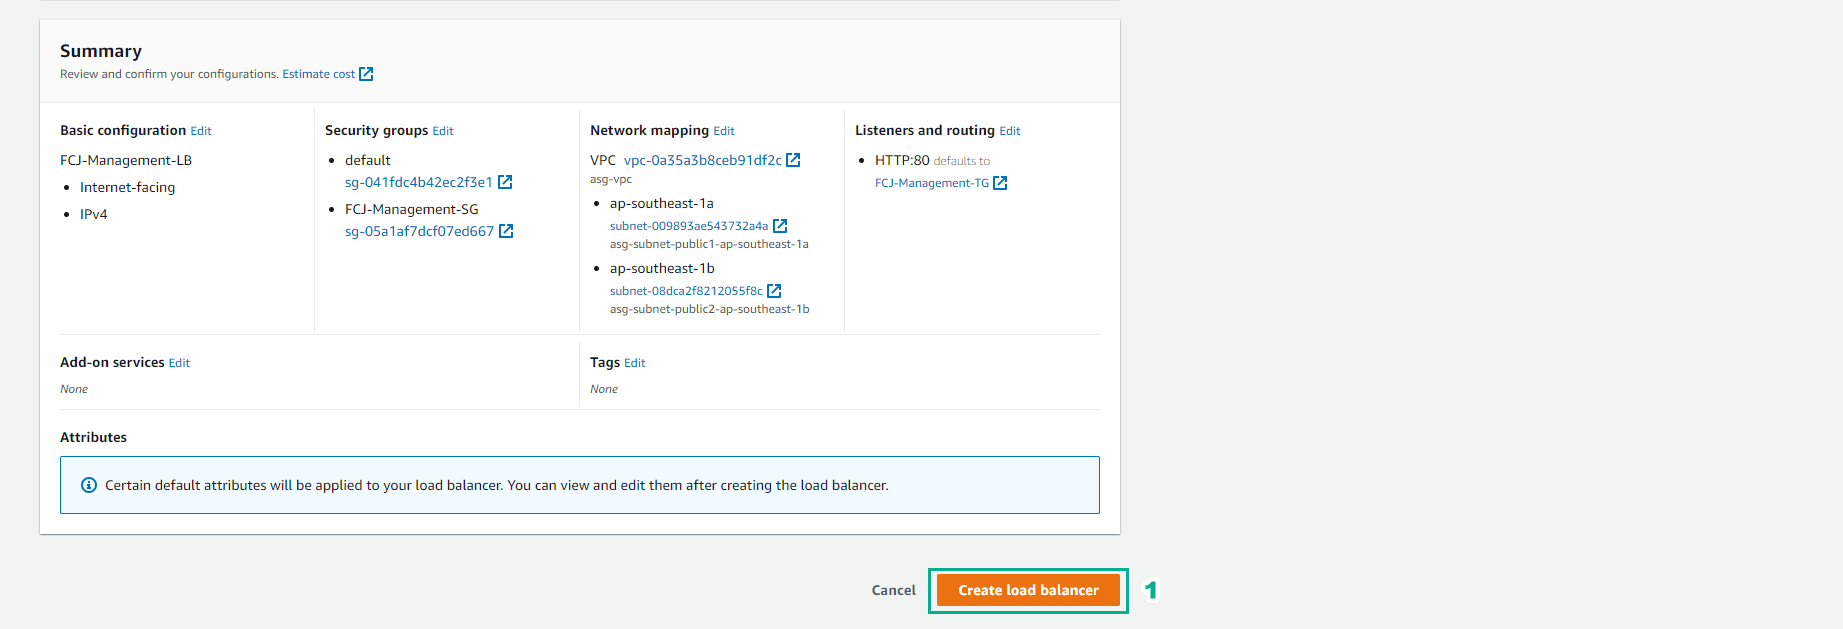 Summary
Review and confirm your configurations. Estimate cost
Basic configuration Edit
FCJ-Management-LB
Internet-facing
IPv4
Security groups Edit
default
sg-041fdc4b42ec2f3e1
FCJ-Management-SG
sg-05a1af7dcf07ed667
Network mapping Edit
VPC vpc-0a35a3b8ceb91df2c
asg-vpc
ap-southeast-1a
subnet-009893ae543732a4a
asg-subnet-public1-ap-southeast-1a
ap-southeast-1b
subnet-08dca2f8212055f8c
asg-subnet-public2-ap-southeast-1b
Listeners and routing Edit
HTTP:80 defaults to
FCJ-Management-TG
Add-on services Edit
None
Tags Edit
None
Attributes
Certain default attributes will be applied to your load balancer. You can view and edit them after creating the load balancer.
Cancel
Create load balancer
1